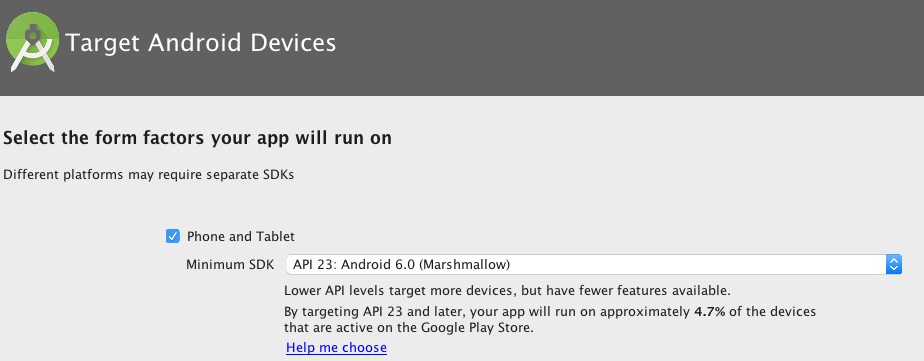 Target Android Devices
Select the form factors your app will run on
Different platforms may require separate SDKs
Phone and Tablet
Minimum SDK API 23: Android 6.0 (Marshmallow)
Lower API levels target more devices, but have fewer features available.
By targeting API 23 and later, your app will run on approximately 4.7% of the devices
that are active on the Google Play Store.
Help me choose